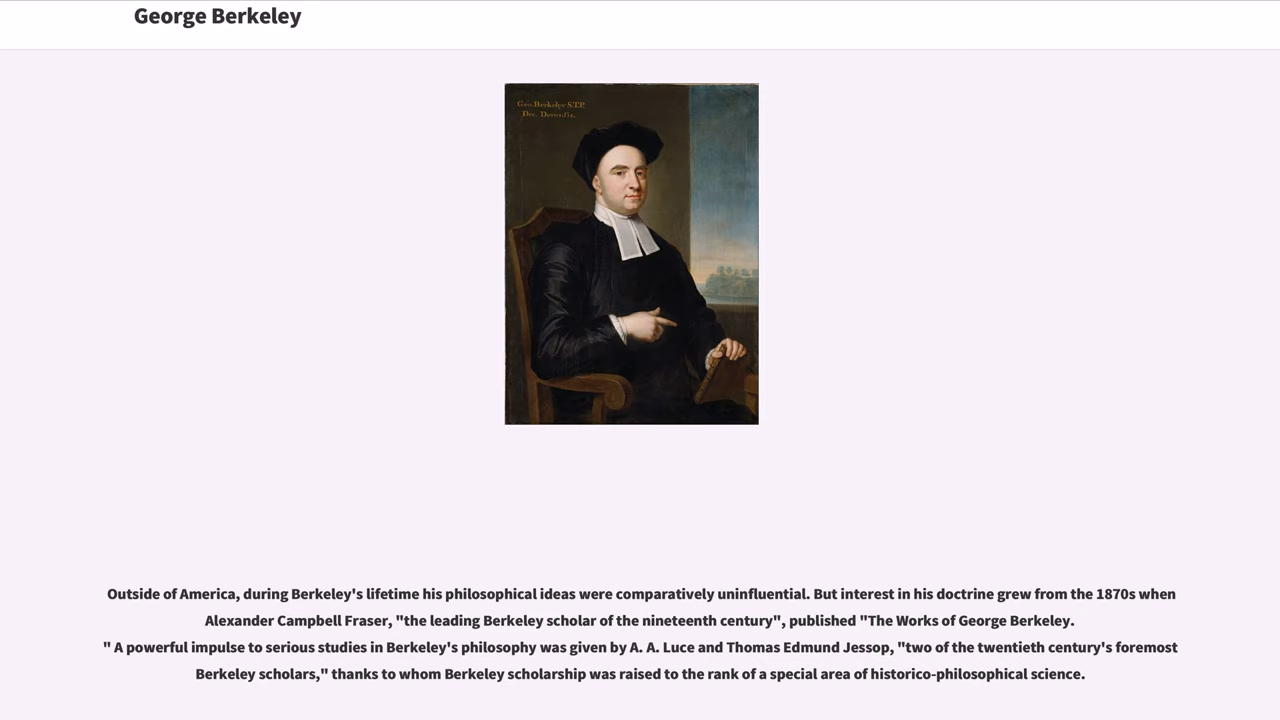 George Berkeley
Geo. Berkeley S.T.P.
Dec.
Outside of America, during Berkeley's lifetime his philosophical ideas were comparatively uninfluential. But interest in his doctrine grew from the 1870s when
Alexander Campbell Fraser, "the leading Berkeley scholar of the nineteenth century", published "The Works of George Berkeley.
" A powerful impulse to serious studies in Berkeley's philosophy was given by A. A. Luce and Thomas Edmund Jessop, "two of the twentieth century's foremost
Berkeley scholars," thanks to whom Berkeley scholarship was raised to the rank of a special area of historico-philosophical science.